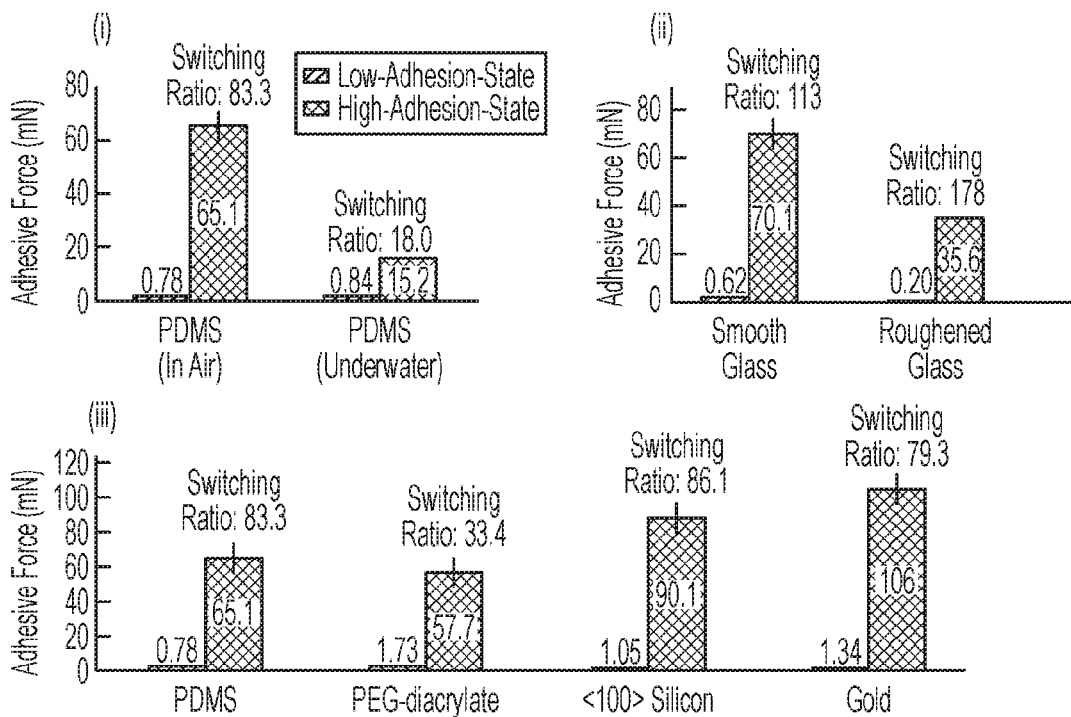 (i)
Switching
Ratio: 83.3
Low-Adhesion-State
High-Adhesion-State
Adhesive Force (mN)
80
60
40
20
0
0.78
65.1
Switching
Ratio: 18.0
0.84
15.2
PDMS
(In Air)
PDMS
(Underwater)
(ii)
Switching
Ratio: 113
Adhesive Force (mN)
80
60
40
20
0
0.62
70.1
Switching
Ratio: 178
0.20
35.6
Smooth
Glass
Roughened
Glass
(iii)
Adhesive Force (mN)
120
100
80
60
40
20
0
Switching
Ratio: 83.3
0.78
65.1
Switching
Ratio: 33.4
1.73
57.7
Switching
Ratio: 86.1
1.05
90.1
Switching
Ratio: 79.3
1.34
106
PDMS
PEG-diacrylate
<100> Silicon
Gold